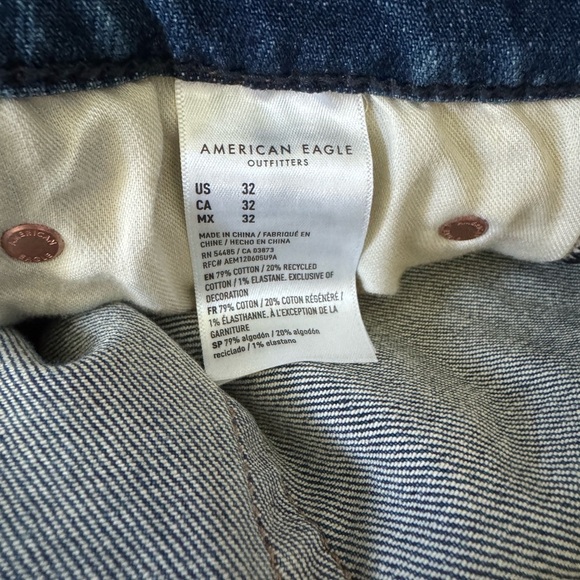 AMERICAN EAGLE
OUTFITTERS
US 32
CA 32
MX 32
MADE IN CHINA / FABRIQUÉ EN
CHINE / HECHO EN CHINA
RN 54485 / CA 03873
RFC# AEM120605U9A
EN 79% COTTON / 20% RECYCLED
COTTON / 1% ELASTANE. EXCLUSIVE OF
DECORATION
FR 79% COTON / 20% COTON RÉGÉNÉRÉ /
1% ÉLASTHANNE. À L'EXCEPTION DE LA
GARNITURE
SP 79% algodón / 20% algodón
reciclado / 1% elastano
AMERICAN
EAGLE